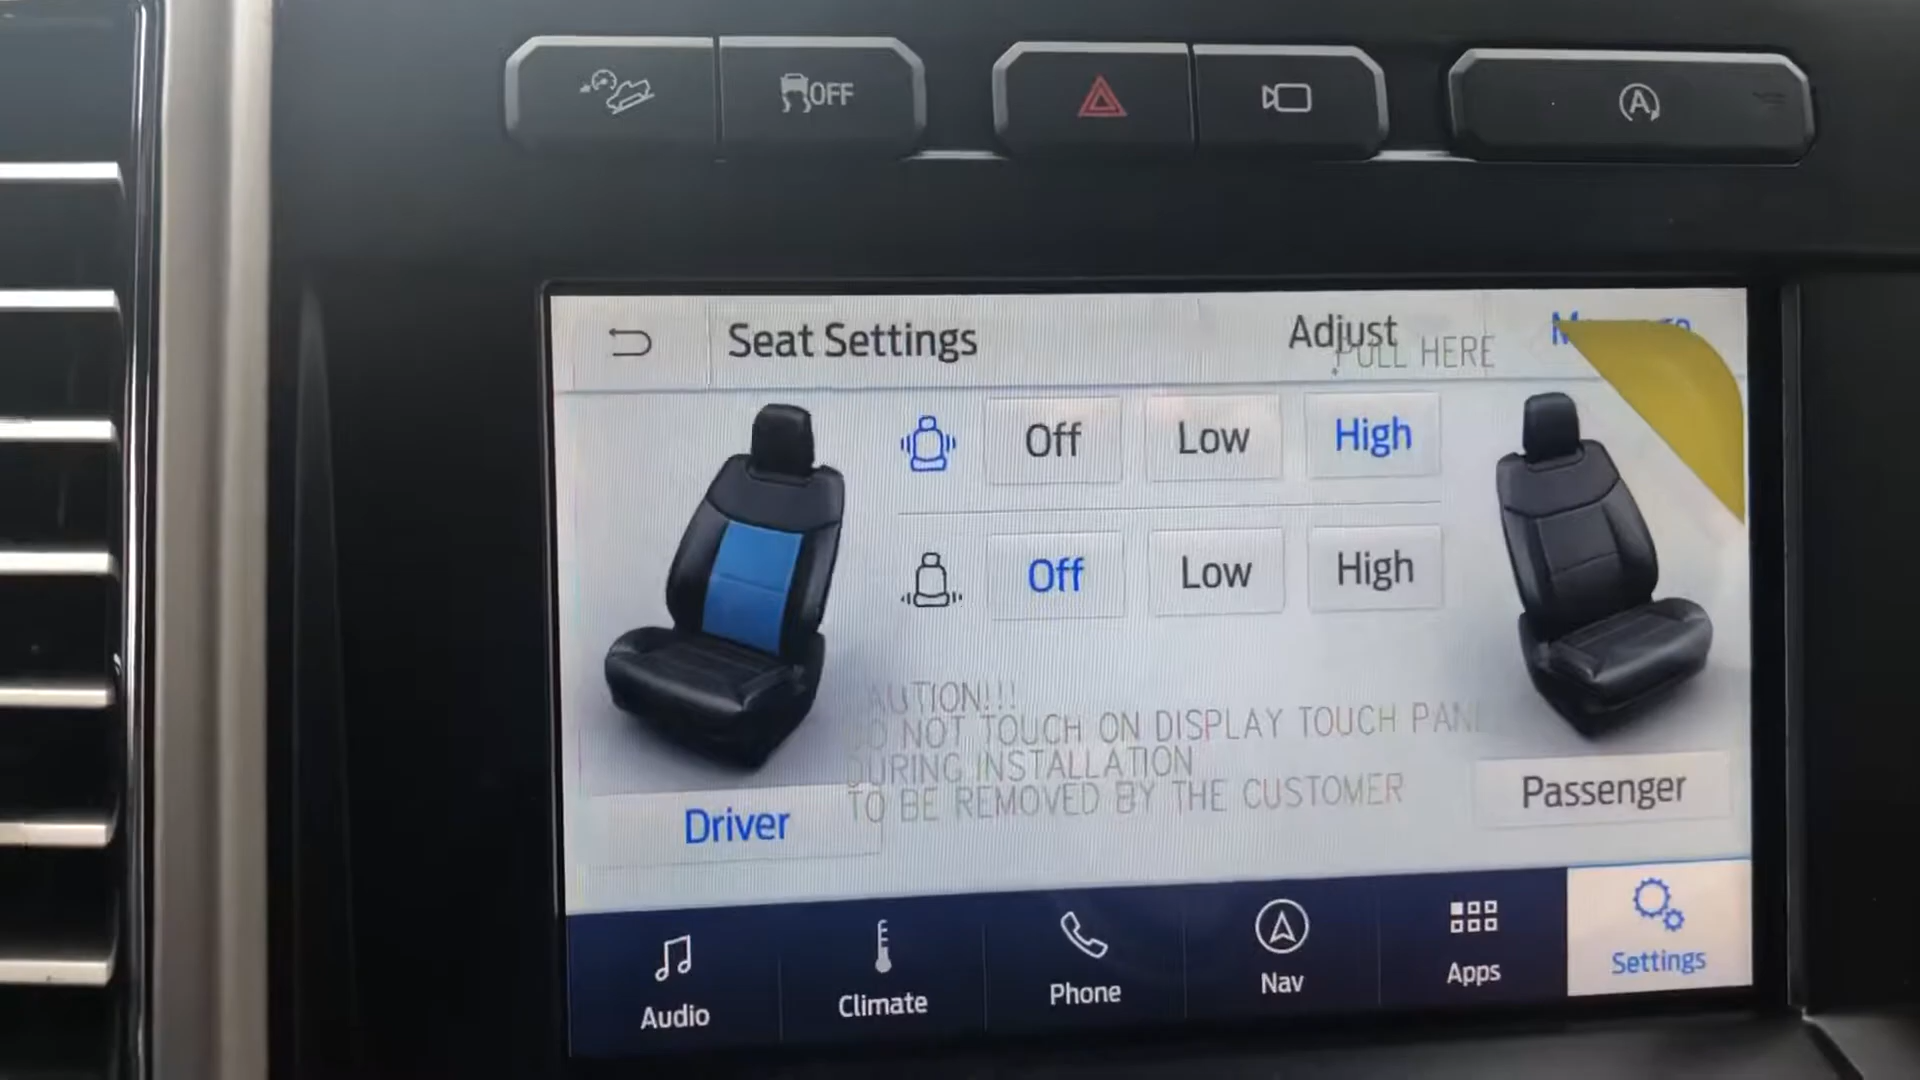 OFF
Seat Settings
Adjust
PULL HERE
Off Low High
Off Low High
AUTION!!!
DO NOT TOUCH ON DISPLAY TOUCH PAN
DURING INSTALLATION
TO BE REMOVED BY THE CUSTOMER
Driver
Passenger
Audio
Climate
Phone
Nav
Apps
Settings